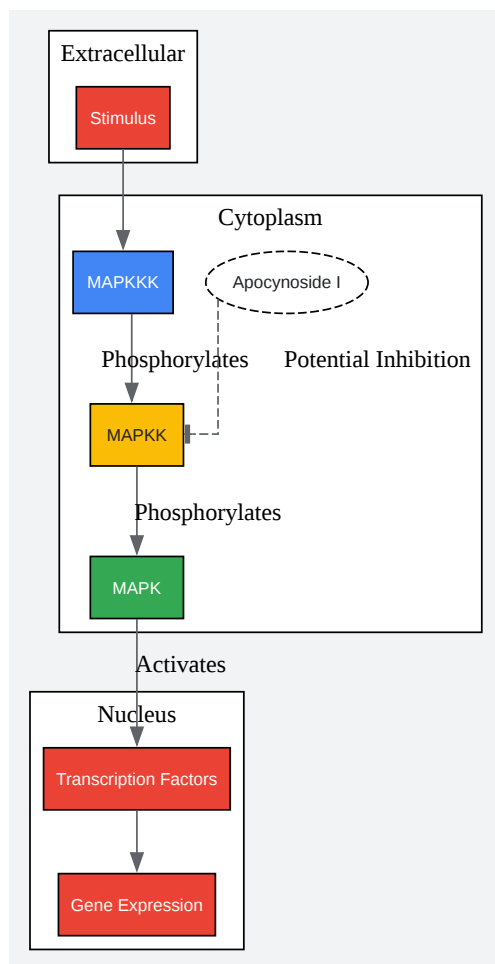 Extracellular
Stimulus
Cytoplasm
MAPKKK
Apocynoside I
Phosphorylates
Potential Inhibition
MAPKK
Phosphorylates
MAPK
Activates
Nucleus
Transcription Factors
Gene Expression